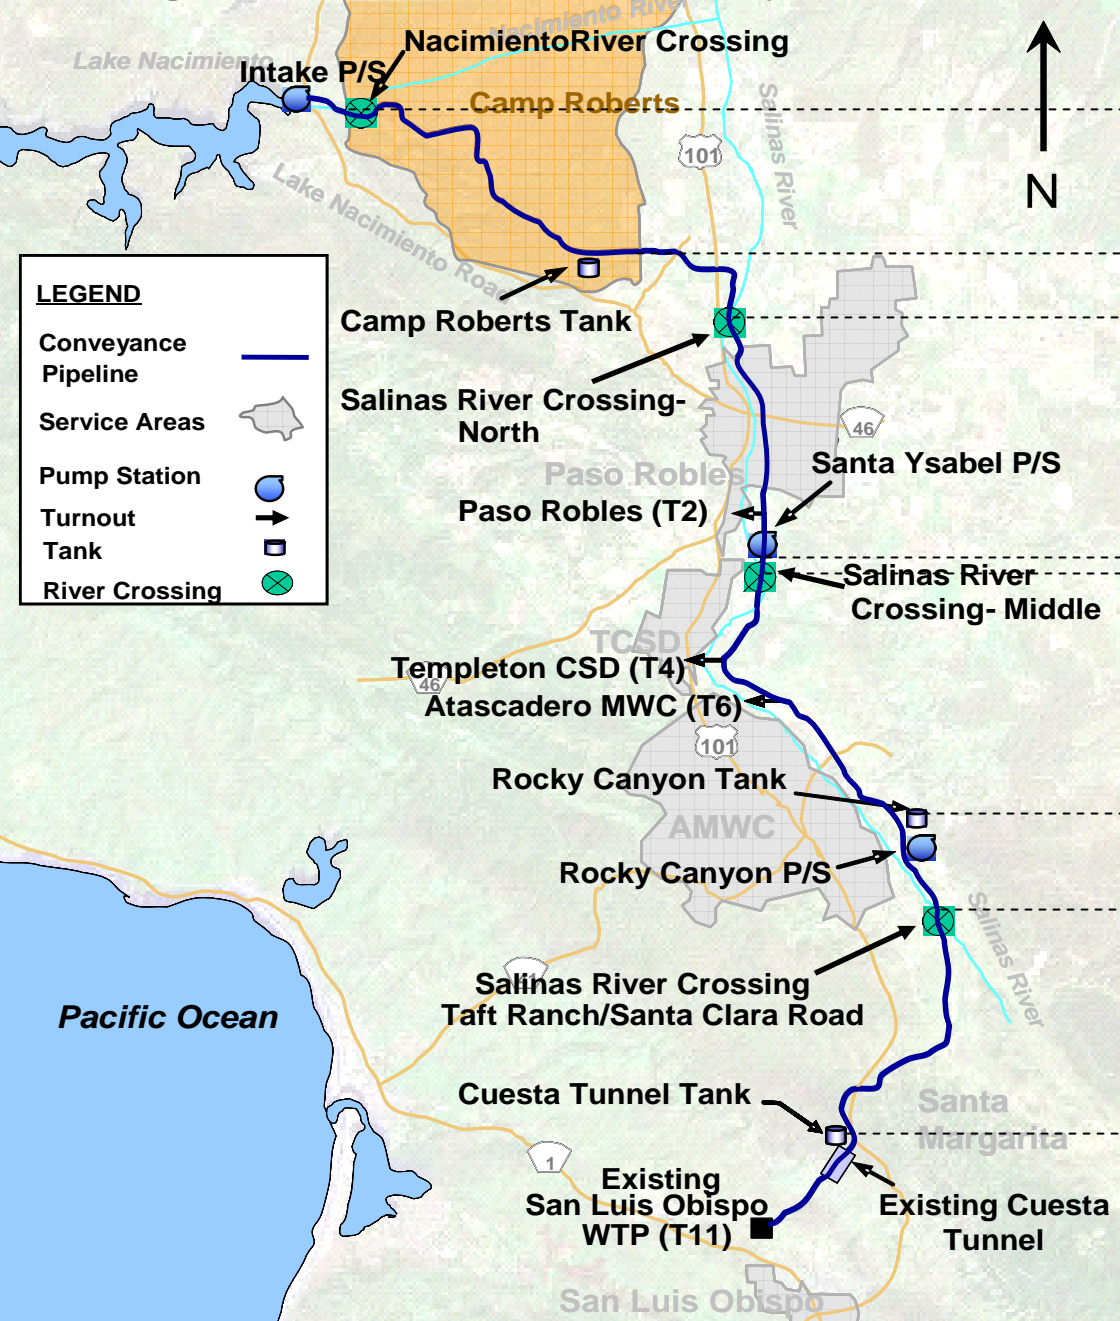 Nacimiento River
NacimientoRiver Crossing
Lake Nacimiento
Intake P/S
Camp Roberts
Salinas River
101
N
Lake Nacimiento Road
LEGEND
Conveyance
Pipeline
Service Areas
Pump Station
Turnout
Tank
River Crossing
Camp Roberts Tank
Salinas River Crossing-
North
46
Paso Robles
Santa Ysabel P/S
Paso Robles (T2)
Salinas River
Crossing- Middle
TCSD
Templeton CSD (T4)
46
Atascadero MWC (T6)
101
Rocky Canyon Tank
AMWC
Rocky Canyon P/S
Salinas River
41
Salinas River Crossing
Taft Ranch/Santa Clara Road
Pacific Ocean
Cuesta Tunnel Tank
Santa
Margarita
1
Existing
San Luis Obispo
WTP (T11)
Existing Cuesta
Tunnel
San Luis Obispo